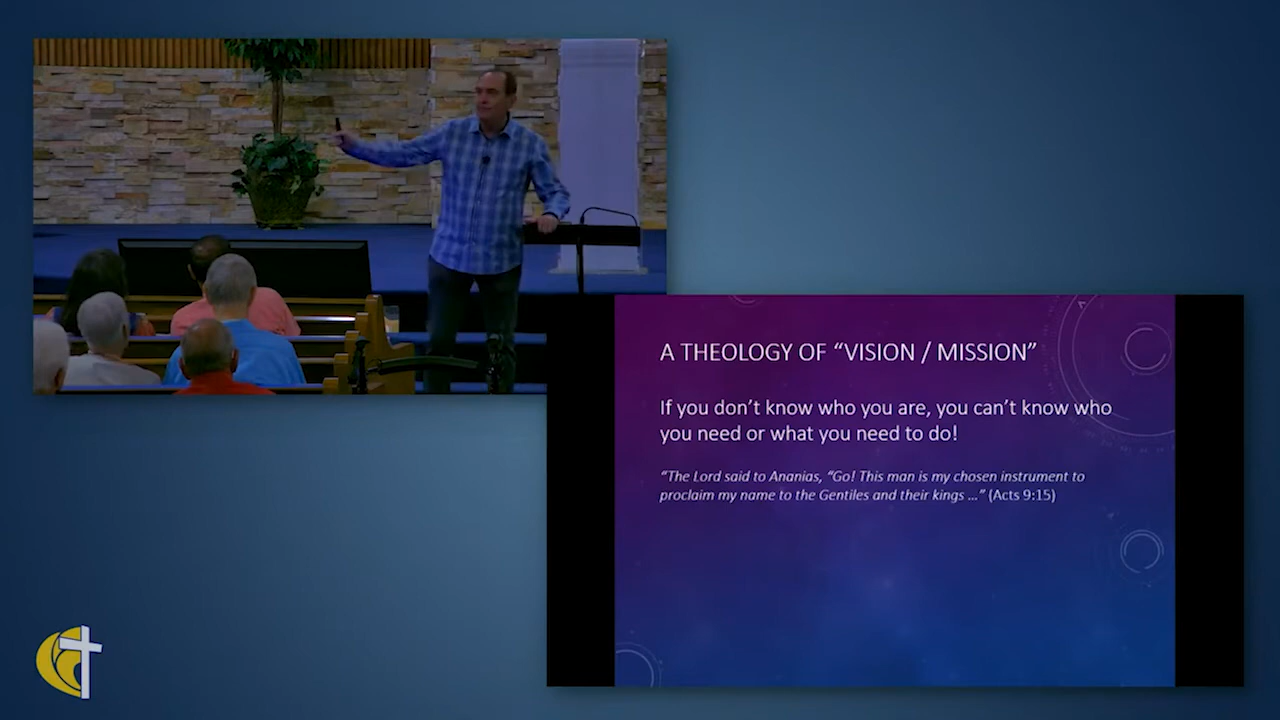 A THEOLOGY OF “VISION / MISSION”
If you don’t know who you are, you can’t know who
you need or what you need to do!
“The Lord said to Ananias, “Go! This man is my chosen instrument to
proclaim my name to the Gentiles and their kings ...” (Acts 9:15)